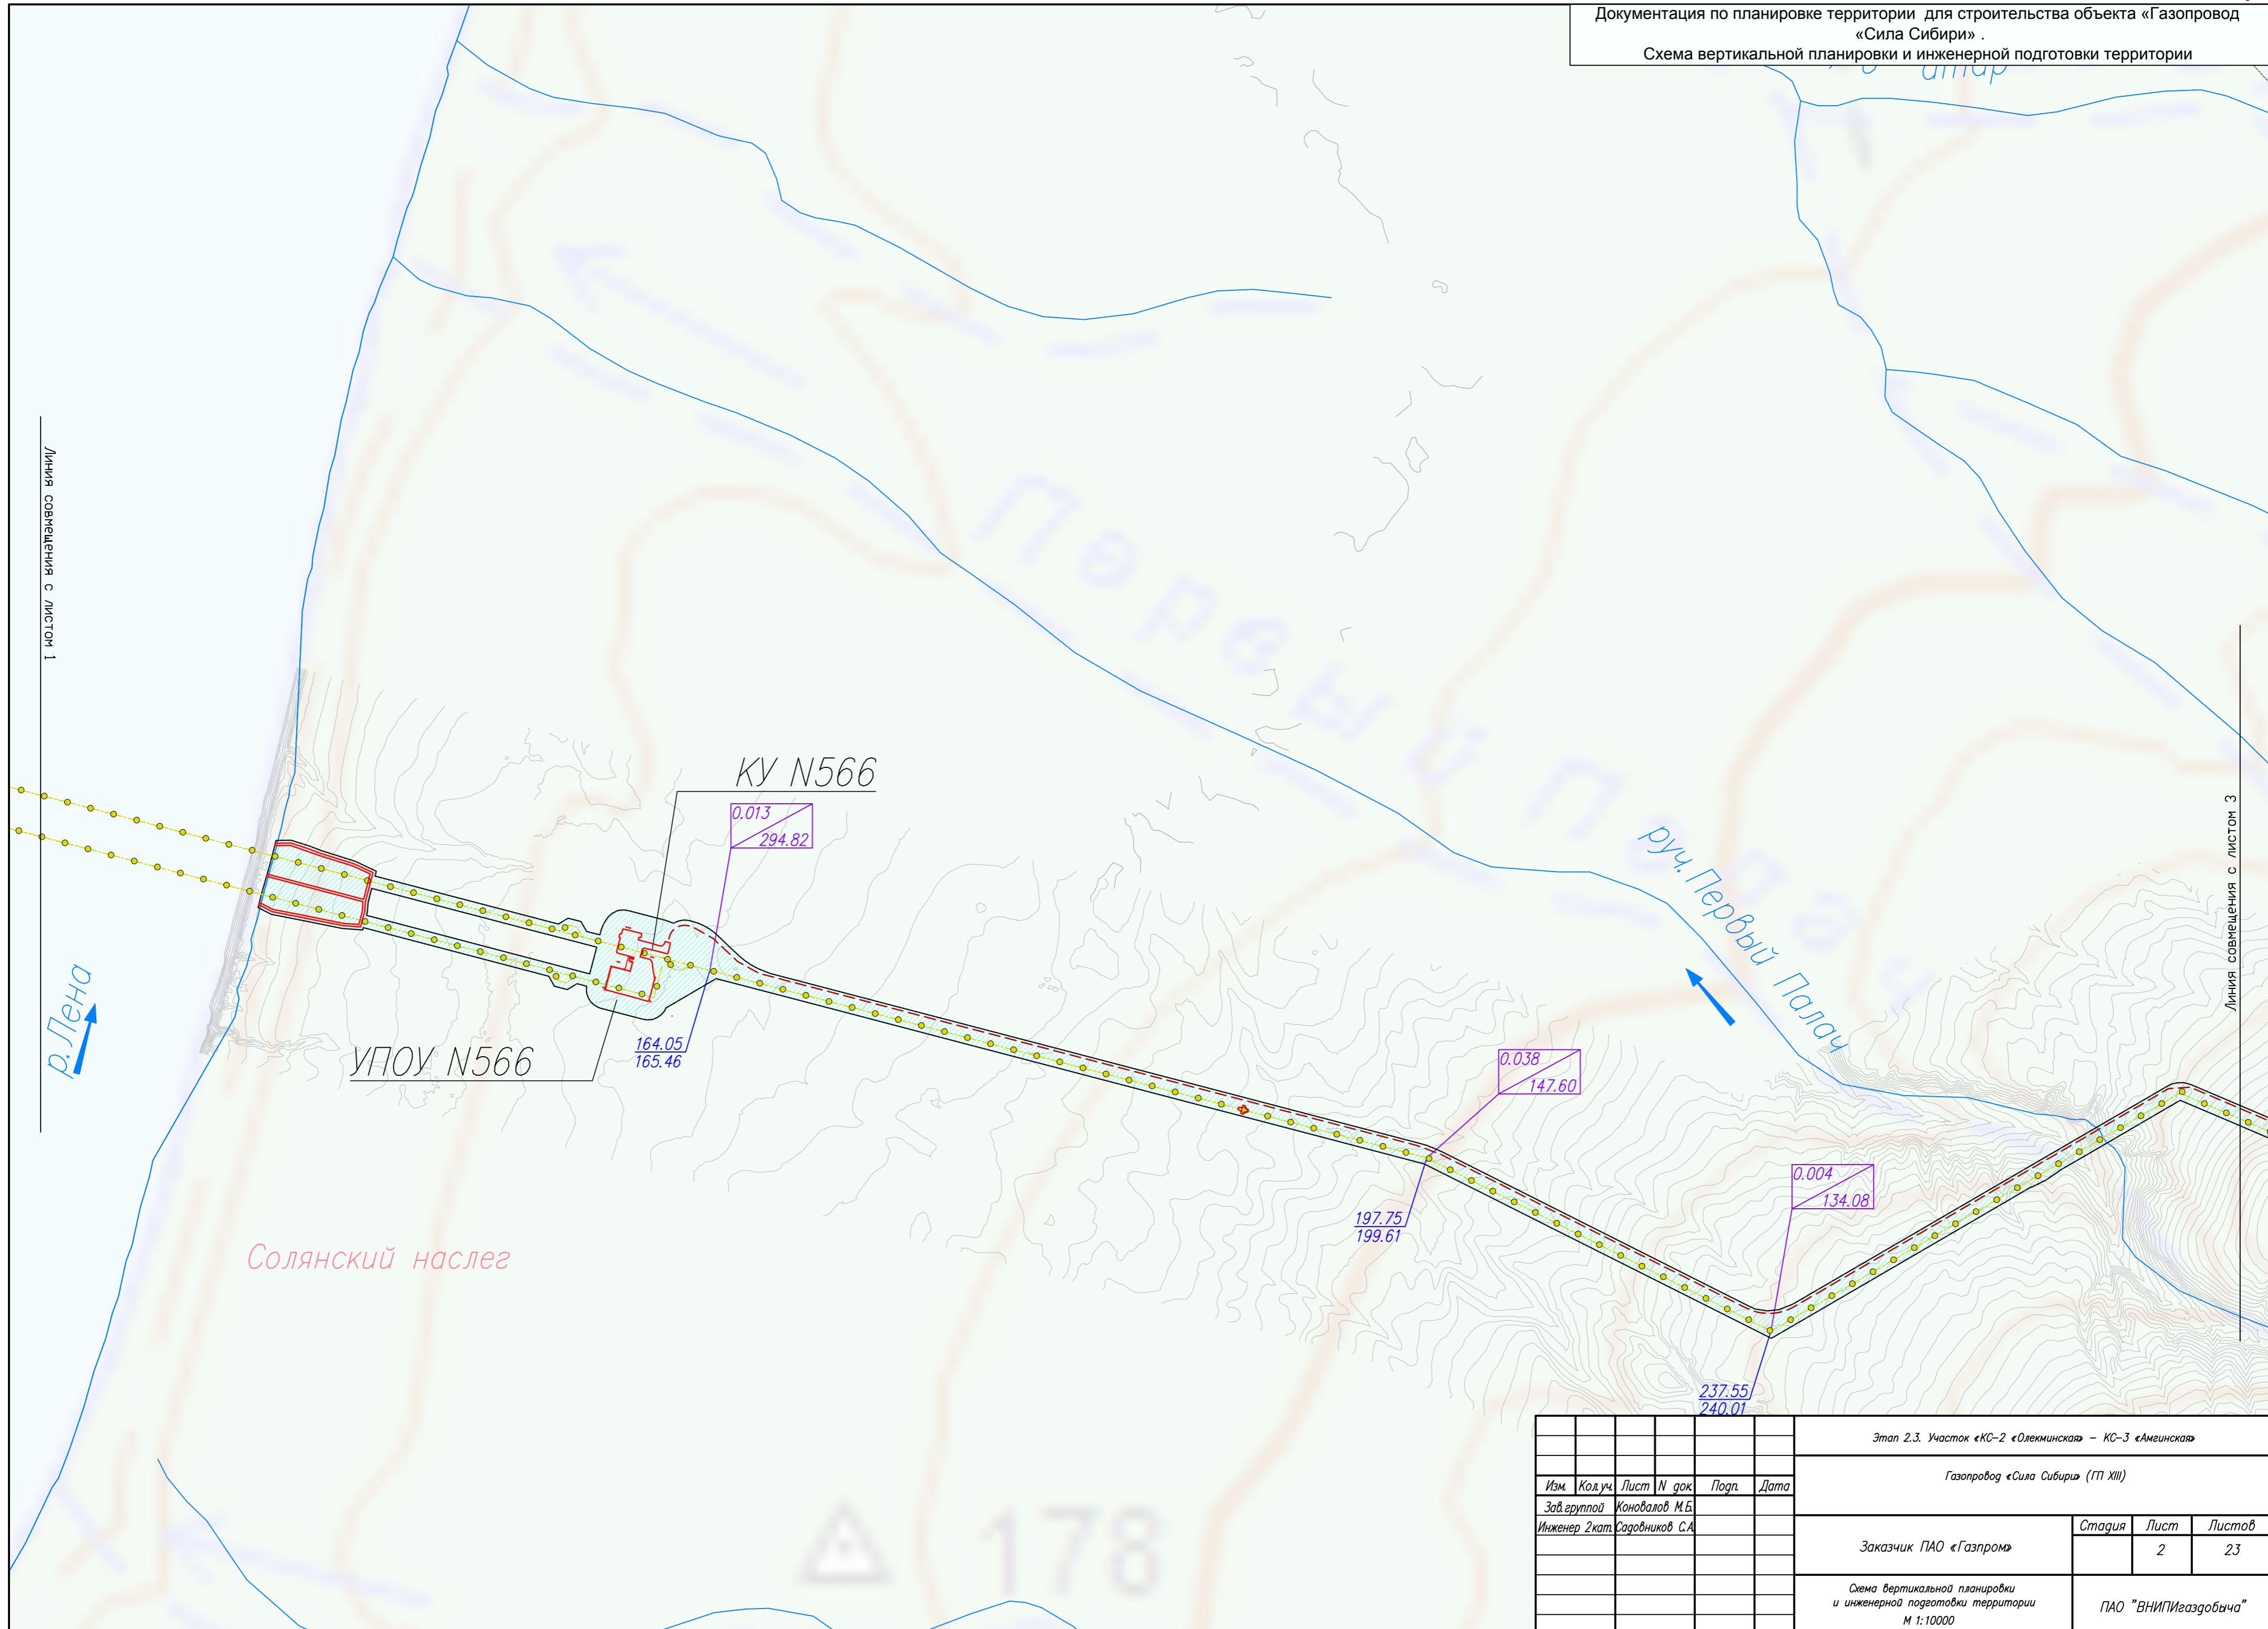 Документация по планировке территории для строительства объекта «Газопровод
«Сила Сибири» .
Схема вертикальной планировки и инженерной подготовки территории
Линия совмещения с листом 1
Первый Палач
КУ N566
0.013
294.82
руч. Первый Палач
Линия совмещения с листом 3
р.Лена
УПОУ N566
164.05
165.46
0.038
147.60
197.75
199.61
0.004
134.08
Солянский наслег
237.55
240.01
178
Этап 2.3. Участок «КС-2 «Олекминская» - КС-3 «Амгинская»
Газопровод «Сила Сибири» (ГП XIII)
Изм. Кол.уч. Лист N док. Подп. Дата
Зав.группой Коновалов М.Б.
Инженер 2кат. Садовников С.А.
Заказчик ПАО «Газпром»
Стадия Лист Листов
2 23
Схема вертикальной планировки
и инженерной подготовки территории
М 1:10000
ПАО "ВНИПИгаздобыча"